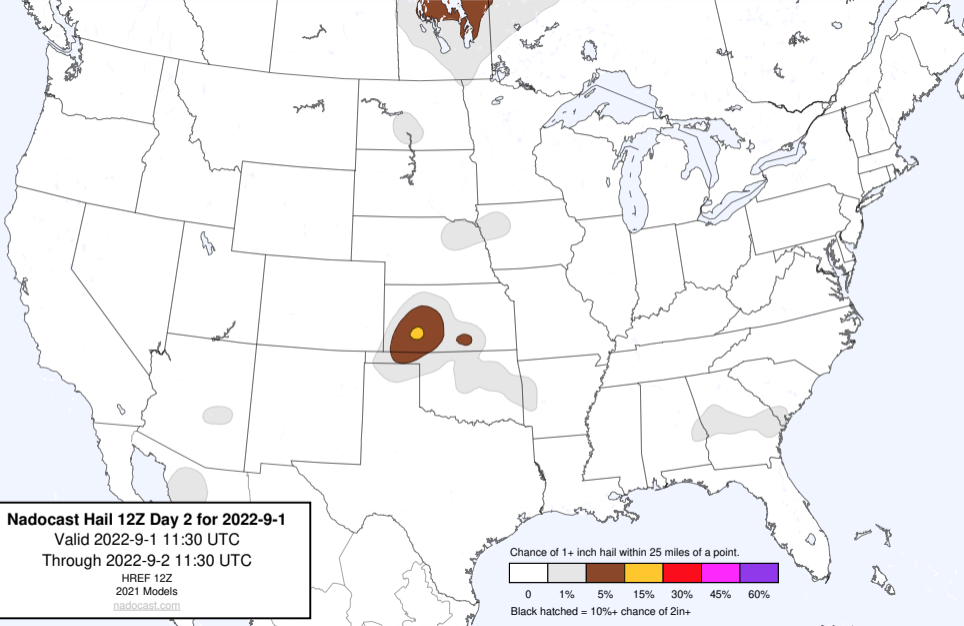 Nadocast Hail 12Z Day 2 for 2022-9-1
Valid 2022-9-1 11:30 UTC
Through 2022-9-2 11:30 UTC
HREF 12Z
2021 Models
nadocast.com
Chance of 1+ inch hail within 25 miles of a point.
0 1% 5% 15% 30% 45% 60%
Black hatched = 10%+ chance of 2in+